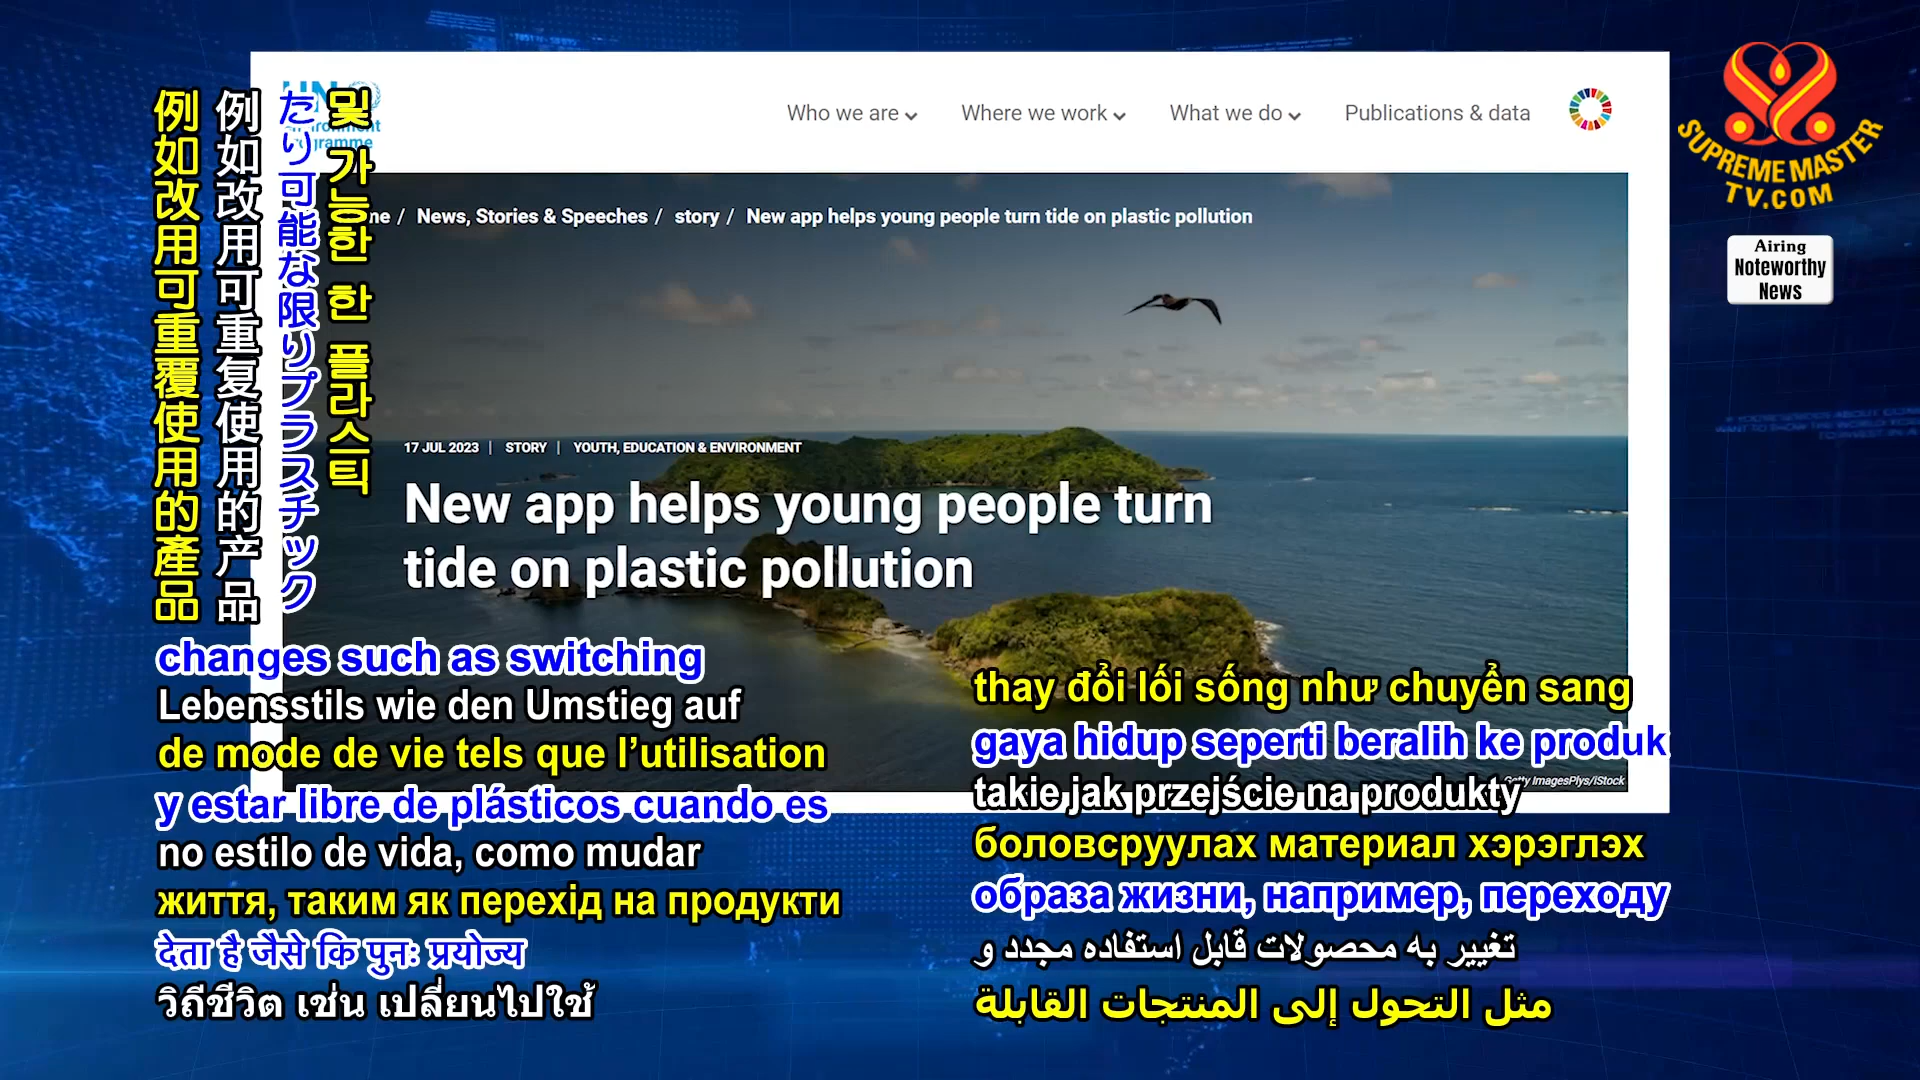 Who we are
Where we work
What we do
Publications & data
SUPREME MASTER
TV.COM
Airing
Noteworthy
News
News, Stories & Speeches / story / New app helps young people turn tide on plastic pollution
17 JUL 2023 | STORY | YOUTH, EDUCATION & ENVIRONMENT
New app helps young people turn
tide on plastic pollution
Getty ImagesPlys/iStock
例如改用可重覆使用的產品
例如改用可重复使用的产品
たり可能な限りプラスチック
및 가능한 한 플라스틱
changes such as switching
Lebensstils wie den Umstieg auf
de mode de vie tels que l’utilisation
y estar libre de plásticos cuando es
no estilo de vida, como mudar
життя, таким як перехід на продукти
देता है जैसे कि पुनः प्रयोज्य
วิถีชีวิต เช่น เปลี่ยนไปใช้
thay đổi lối sống như chuyển sang
gaya hidup seperti beralih ke produk
takie jak przejście na produkty
боловсруулах материал хэрэглэх
образа жизни, например, переходу
تغییر به محصولات قابل استفاده مجدد و
مثل التحول إلى المنتجات القابلة